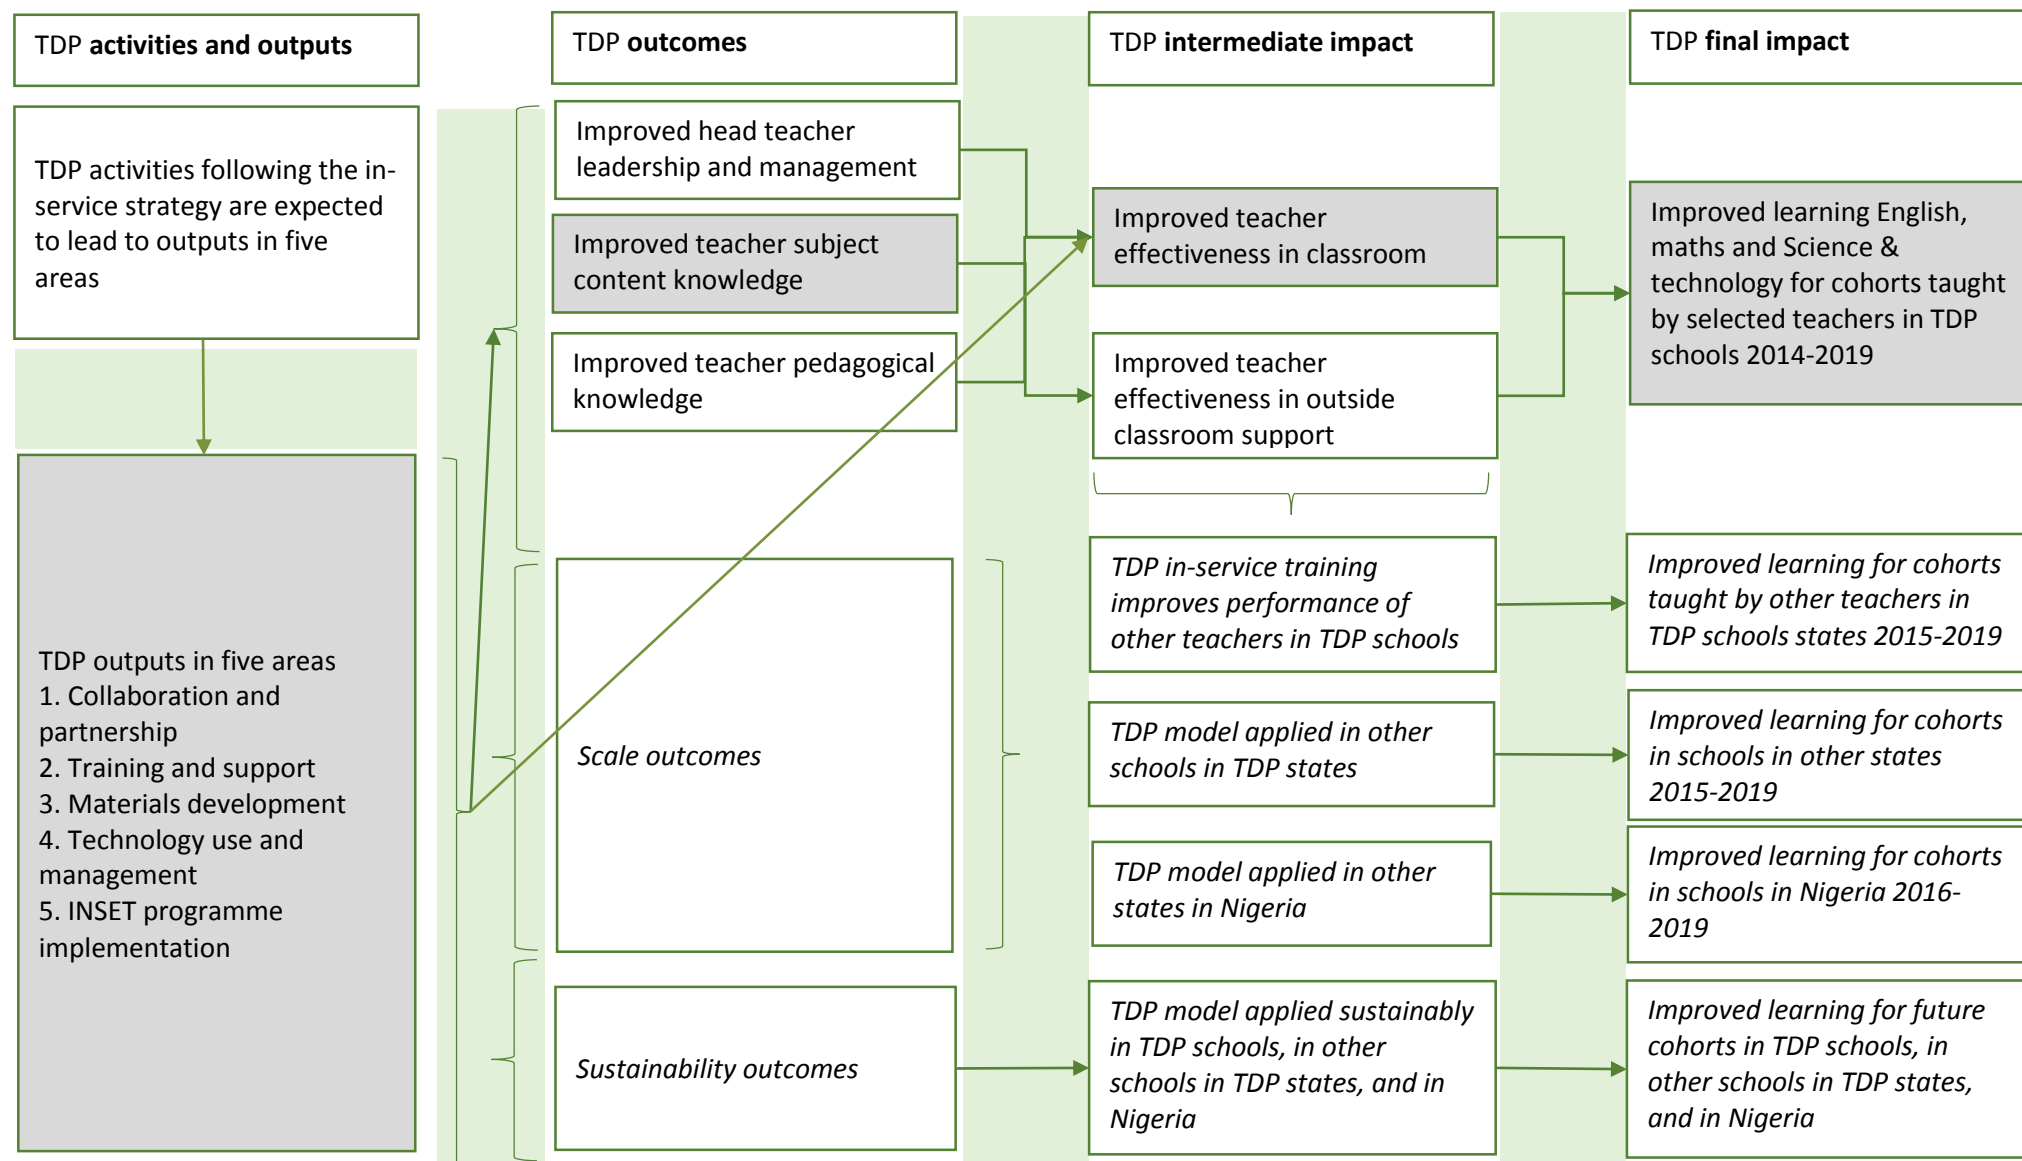 TDP activities and outputs
TDP activities following the in-
service strategy are expected
to lead to outputs in five
areas
TDP outputs in five areas
1. Collaboration and
partnership
2. Training and support
3. Materials development
4. Technology use and
management
5. INSET programme
implementation
TDP outcomes
Improved head teacher
leadership and management
Improved teacher subject
content knowledge
Improved teacher pedagogical
knowledge
Scale outcomes
Sustainability outcomes
TDP intermediate impact
Improved teacher
effectiveness in classroom
Improved teacher
effectiveness in outside
classroom support
TDP in-service training
improves performance of
other teachers in TDP schools
TDP model applied in other
schools in TDP states
TDP model applied in other
states in Nigeria
TDP model applied sustainably
in TDP schools, in other
schools in TDP states, and in
Nigeria
TDP final impact
Improved learning English,
maths and Science &
technology for cohorts taught
by selected teachers in TDP
schools 2014-2019
Improved learning for cohorts
taught by other teachers in
TDP schools states 2015-2019
Improved learning for cohorts
in schools in other states
2015-2019
Improved learning for cohorts
in schools in Nigeria 2016-
2019
Improved learning for future
cohorts in TDP schools, in
other schools in TDP states,
and in Nigeria